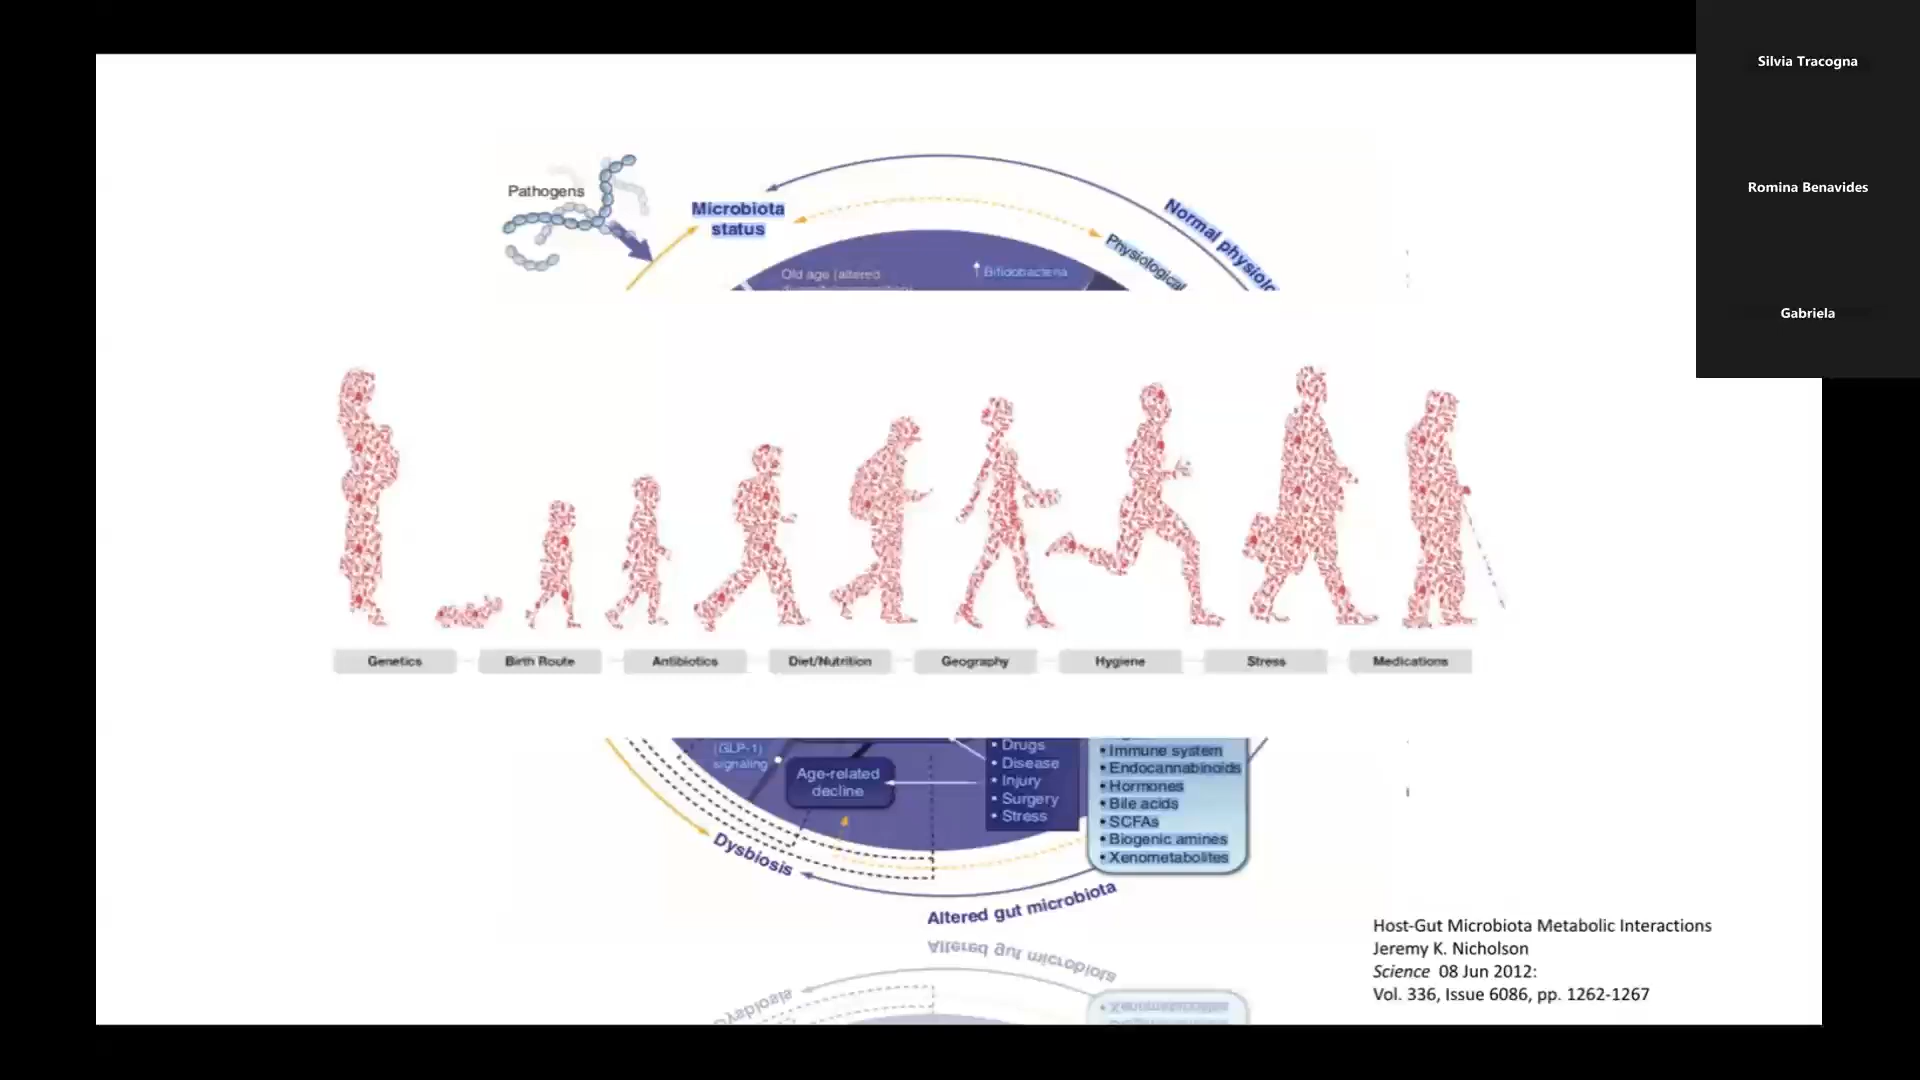 Silvia Tracogna
Romina Benavides
Gabriela
Pathogens
Microbiota
status
Normal
Physiological
Old age (altered
↑ Bifidobacteria
Genetics
Birth Route
Antibiotics
Diet/Nutrition
Geography
Hygiene
Stress
Medications
(GLP-1)
signaling
Age-related
decline
• Drugs
• Disease
• Injury
• Surgery
• Stress
• Immune system
• Endocannabinoids
• Hormones
• Bile acids
• SCFAs
• Biogenic amines
• Xenometabolites
Dysbiosis
Altered gut microbiota
Altered gut microbiota
Host-Gut Microbiota Metabolic Interactions
Jeremy K. Nicholson
Science 08 Jun 2012:
Vol. 336, Issue 6086, pp. 1262-1267